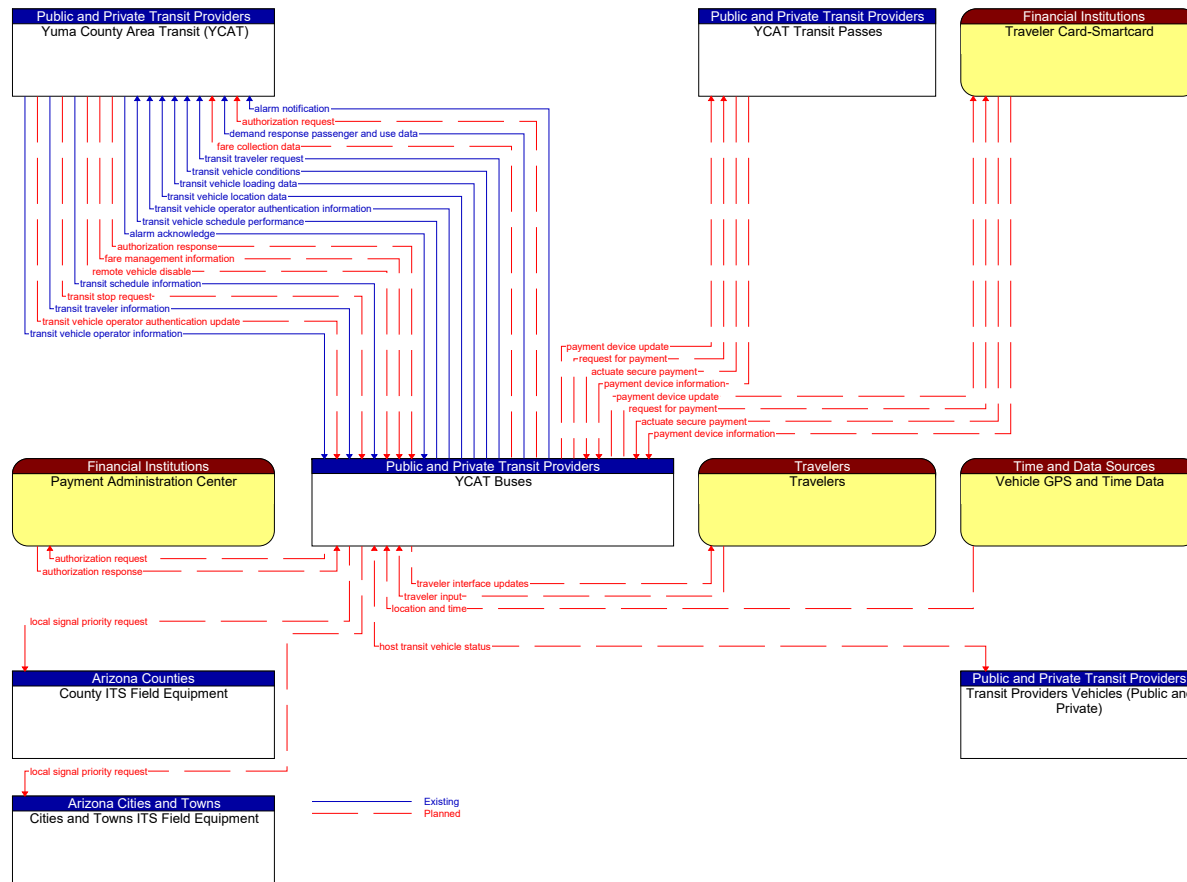 Public and Private Transit Providers
Yuma County Area Transit (YCAT)
Public and Private Transit Providers
YCAT Transit Passes
Financial Institutions
Traveler Card-Smartcard
alarm notification
authorization request
demand response passenger and use data
fare collection data
transit traveler request
transit vehicle conditions
transit vehicle loading data
transit vehicle location data
transit vehicle operator authentication information
transit vehicle schedule performance
alarm acknowledge
authorization response
fare management information
remote vehicle disable
transit schedule information
transit stop request
transit traveler information
transit vehicle operator authentication update
transit vehicle operator information
payment device update
request for payment
actuate secure payment
payment device information
payment device update
request for payment
actuate secure payment
payment device information
Financial Institutions
Payment Administration Center
Public and Private Transit Providers
YCAT Buses
Travelers
Travelers
Time and Data Sources
Vehicle GPS and Time Data
authorization request
authorization response
traveler interface updates
traveler input
location and time
local signal priority request
host transit vehicle status
Arizona Counties
County ITS Field Equipment
Public and Private Transit Providers
Transit Providers Vehicles (Public and
Private)
local signal priority request
Arizona Cities and Towns
Cities and Towns ITS Field Equipment
Existing
Planned